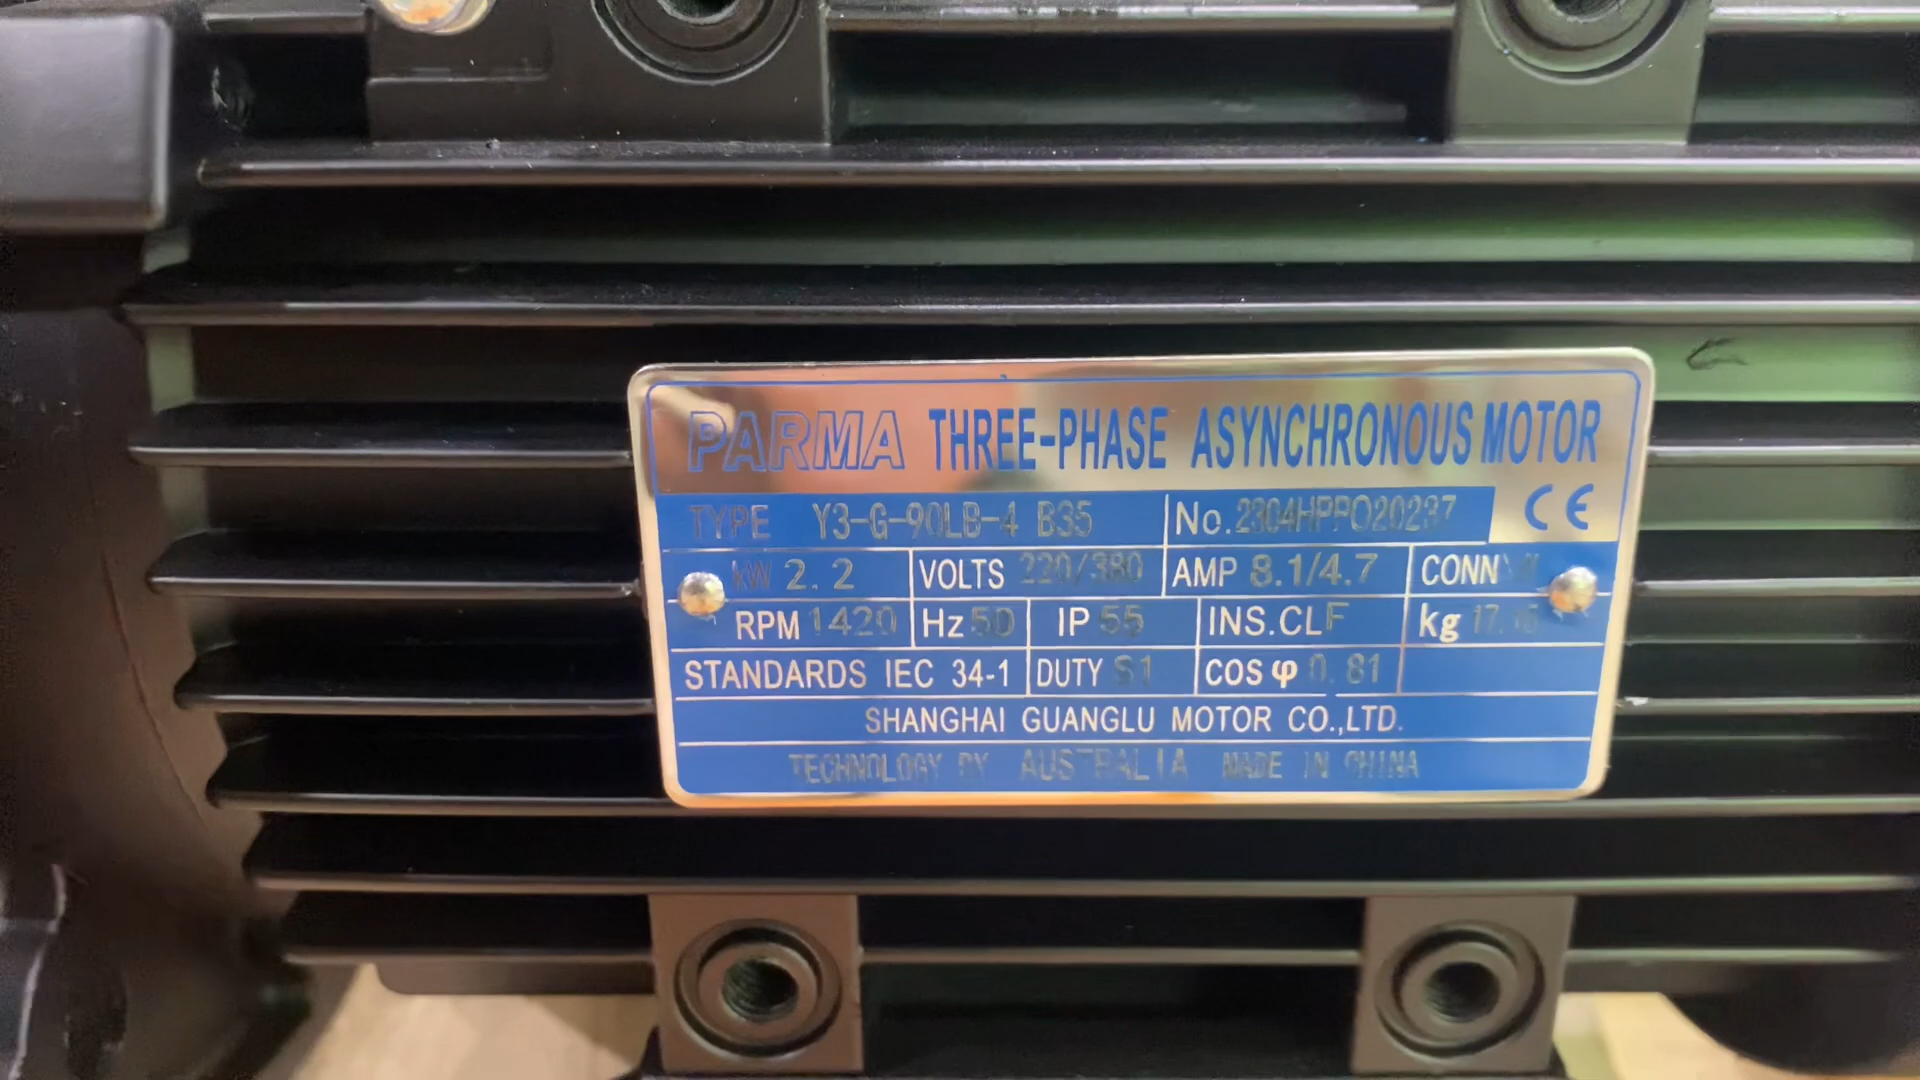 PARMA THREE-PHASE ASYNCHRONOUS MOTOR
TYPE Y3-G-90LB-4 B35 No. 2304HPPO20237 CE
kW 2.2 VOLTS 220/380 AMP 8.1/4.7 CONN
RPM 1420 Hz 50 IP 55 INS.CL F kg
STANDARDS IEC 34-1 DUTY S1 COS φ 0.81
SHANGHAI GUANGLU MOTOR CO.,LTD.
TECHNOLOGY BY AUSTRALIA MADE IN CHINA